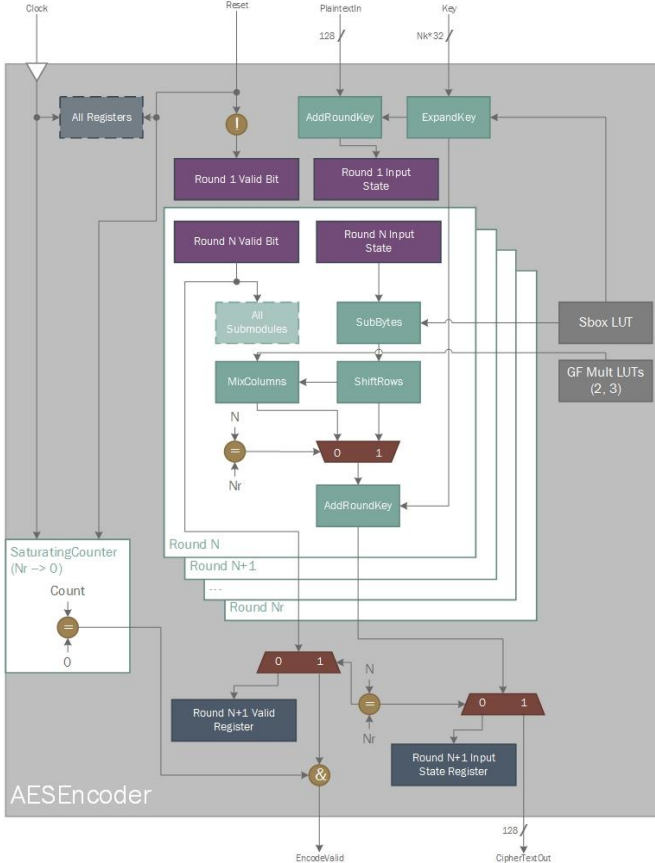 Clock
Reset
PlaintextIn
Key
128
Nk*32
All Registers
!
AddRoundKey
ExpandKey
Round 1 Valid Bit
Round 1 Input
State
Round N Valid Bit
Round N Input
State
All
Submodules
SubBytes
Sbox LUT
MixColumns
ShiftRows
GF Mult LUTs
(2, 3)
N
=
Nr
0 1
AddRoundKey
Round N
Round N+1
...
Round Nr
SaturatingCounter
(Nr --> 0)
Count
=
0
0 1
N
=
Nr
0 1
Round N+1 Valid
Register
Round N+1 Input
State Register
&
AESEncoder
128
EncodeValid
CipherTextOut